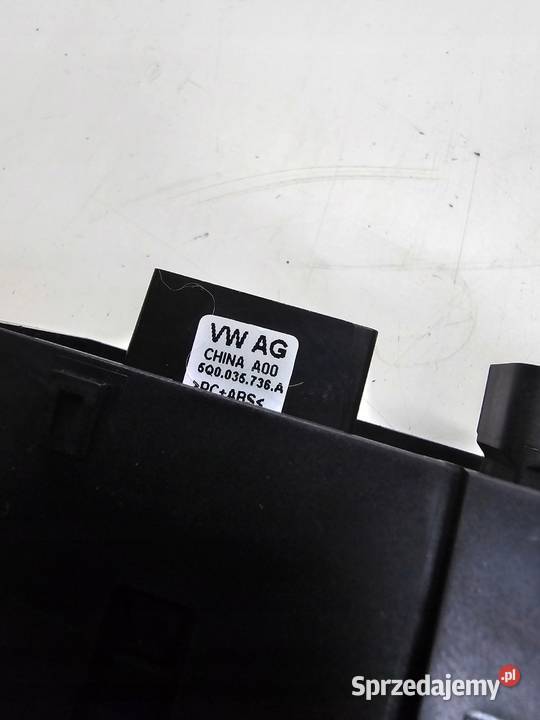 VW AG
CHINA A00
5Q0.035.736.A
>PC+ABS<
Sprzedajemy.pl